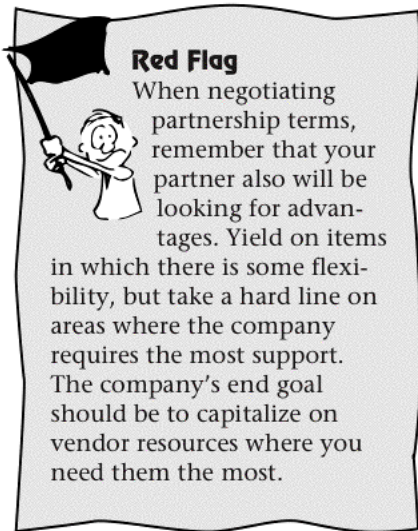 Red Flag
When negotiating
partnership terms,
remember that your
partner also will be
looking for advan-
tages. Yield on items
in which there is some flexi-
bility, but take a hard line on
areas where the company
requires the most support.
The company's end goal
should be to capitalize on
vendor resources where you
need them the most.